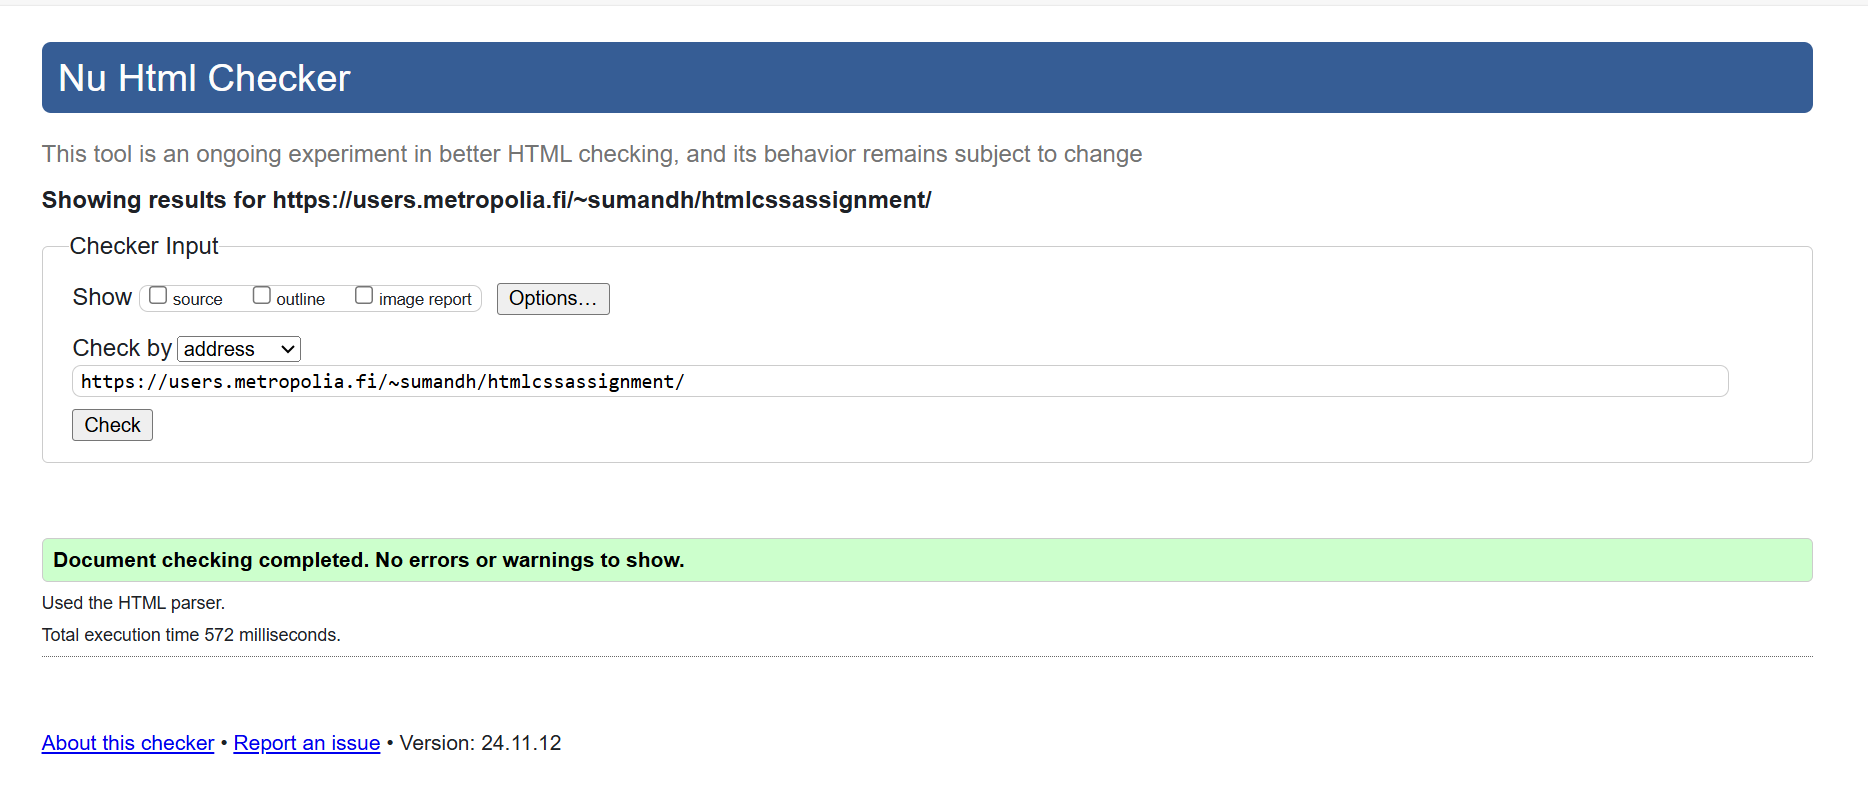 Nu Html Checker
This tool is an ongoing experiment in better HTML checking, and its behavior remains subject to change
Showing results for https://users.metropolia.fi/~sumandh/htmlcssassignment/
Checker Input
Show source outline image report Options…
Check by address
https://users.metropolia.fi/~sumandh/htmlcssassignment/
Check
Document checking completed. No errors or warnings to show.
Used the HTML parser.
Total execution time 572 milliseconds.
About this checker • Report an issue • Version: 24.11.12